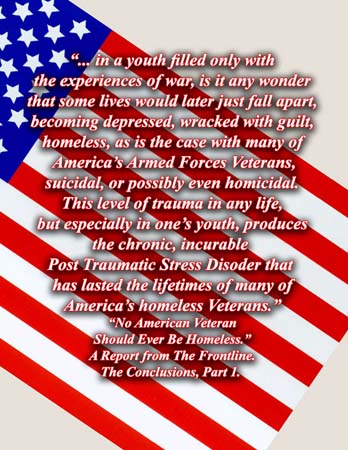 “... in a youth filled only with
the experiences of war, is it any wonder
that some lives would later just fall apart,
becoming depressed, wracked with guilt,
homeless, as is the case with many of
America’s Armed Forces Veterans,
suicidal, or possibly even homicidal.
This level of trauma in any life,
but especially in one’s youth, produces
the chronic, incurable
Post Traumatic Stress Disoder that
has lasted the lifetimes of many of
America’s homeless Veterans.”
“No American Veteran
Should Ever Be Homeless.”
A Report from The Frontline.
The Conclusions, Part 1.